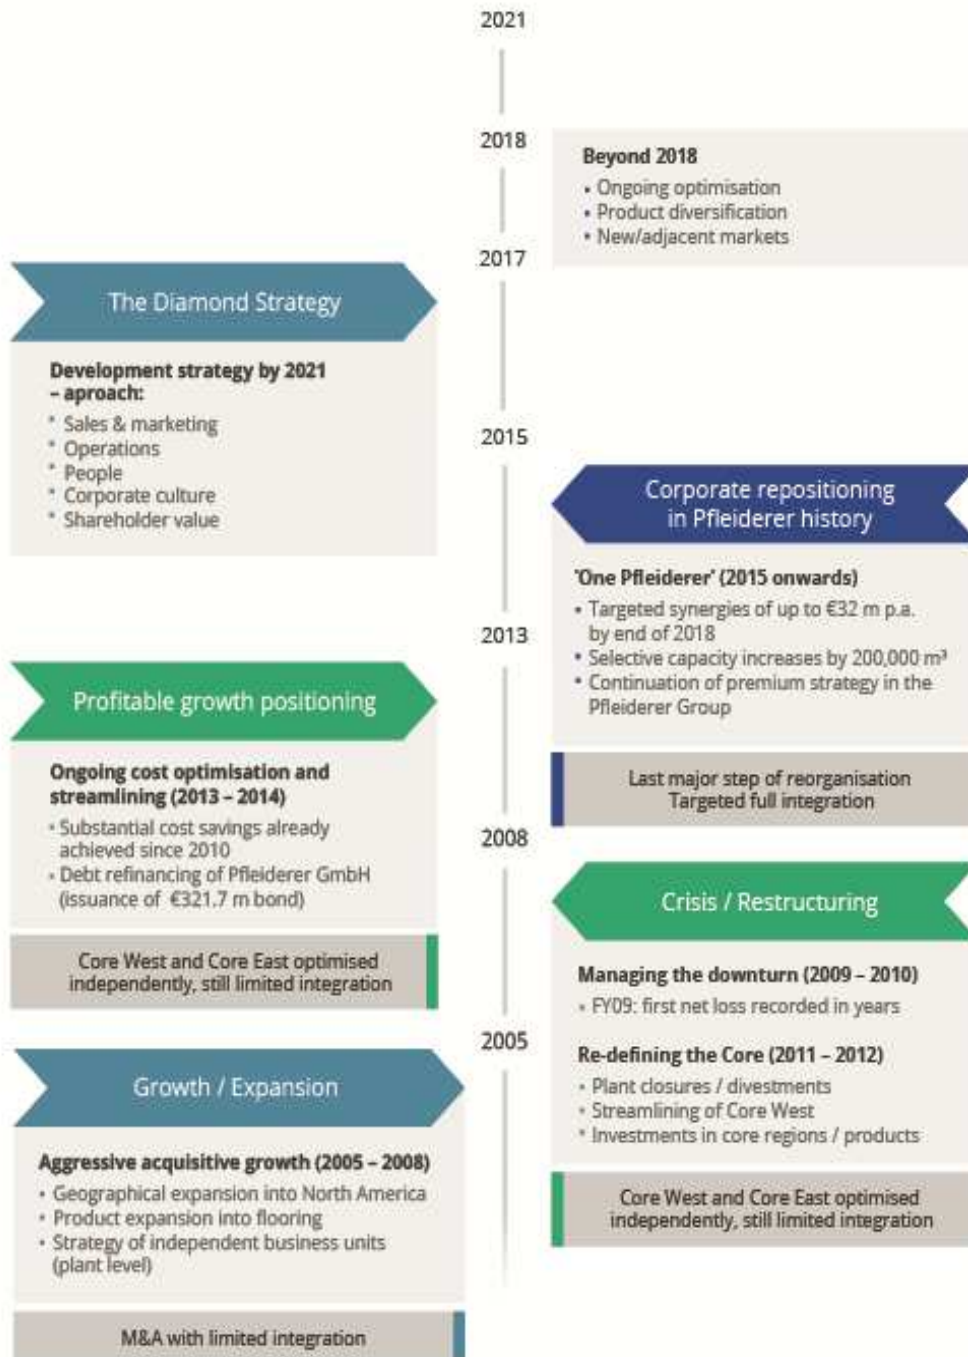 2021
2018
Beyond 2018
• Ongoing optimisation
• Product diversification
• New/adjacent markets
2017
The Diamond Strategy
Development strategy by 2021
– aproach:
• Sales & marketing
• Operations
• People
• Corporate culture
• Shareholder value
2015
Corporate repositioning
in Pfleiderer history
'One Pfleiderer' (2015 onwards)
• Targeted synergies of up to €32 m p.a.
by end of 2018
• Selective capacity increases by 200,000 m³
• Continuation of premium strategy in the
Pfleiderer Group
Last major step of reorganisation
Targeted full integration
2013
Profitable growth positioning
Ongoing cost optimisation and
streamlining (2013 – 2014)
• Substantial cost savings already
achieved since 2010
• Debt refinancing of Pfleiderer GmbH
(issuance of €321.7 m bond)
Core West and Core East optimised
independently, still limited integration
2008
Crisis / Restructuring
Managing the downturn (2009 – 2010)
• FY09: first net loss recorded in years
Re-defining the Core (2011 – 2012)
• Plant closures / divestments
• Streamlining of Core West
• Investments in core regions / products
Core West and Core East optimised
independently, still limited integration
2005
Growth / Expansion
Aggressive acquisitive growth (2005 – 2008)
• Geographical expansion into North America
• Product expansion into flooring
• Strategy of independent business units
(plant level)
M&A with limited integration